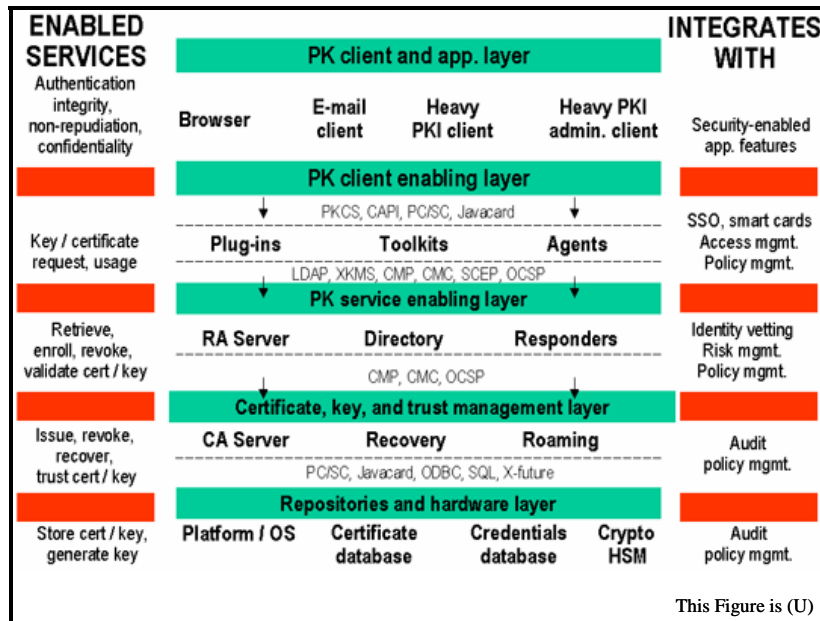 ENABLED
SERVICES
INTEGRATES
WITH
PK client and app. layer
Authentication
integrity,
non-repudiation,
confidentiality
Browser
E-mail
client
Heavy
PKI client
Heavy PKI
admin. client
Security-enabled
app. features
PK client enabling layer
PKCS, CAPI, PC/SC, Javacard
Key / certificate
request, usage
Plug-ins
Toolkits
Agents
SSO, smart cards
Access mgmt.
Policy mgmt.
LDAP, XKMS, CMP, CMC, SCEP, OCSP
PK service enabling layer
Retrieve,
enroll, revoke,
validate cert / key
RA Server
Directory
Responders
Identity vetting
Risk mgmt.
Policy mgmt.
CMP, CMC, OCSP
Certificate, key, and trust management layer
Issue, revoke,
recover,
trust cert / key
CA Server
Recovery
Roaming
Audit
policy mgmt.
PC/SC, Javacard, ODBC, SQL, X-future
Repositories and hardware layer
Store cert / key,
generate key
Platform / OS
Certificate
database
Credentials
database
Crypto
HSM
Audit
policy mgmt.
This Figure is (U)